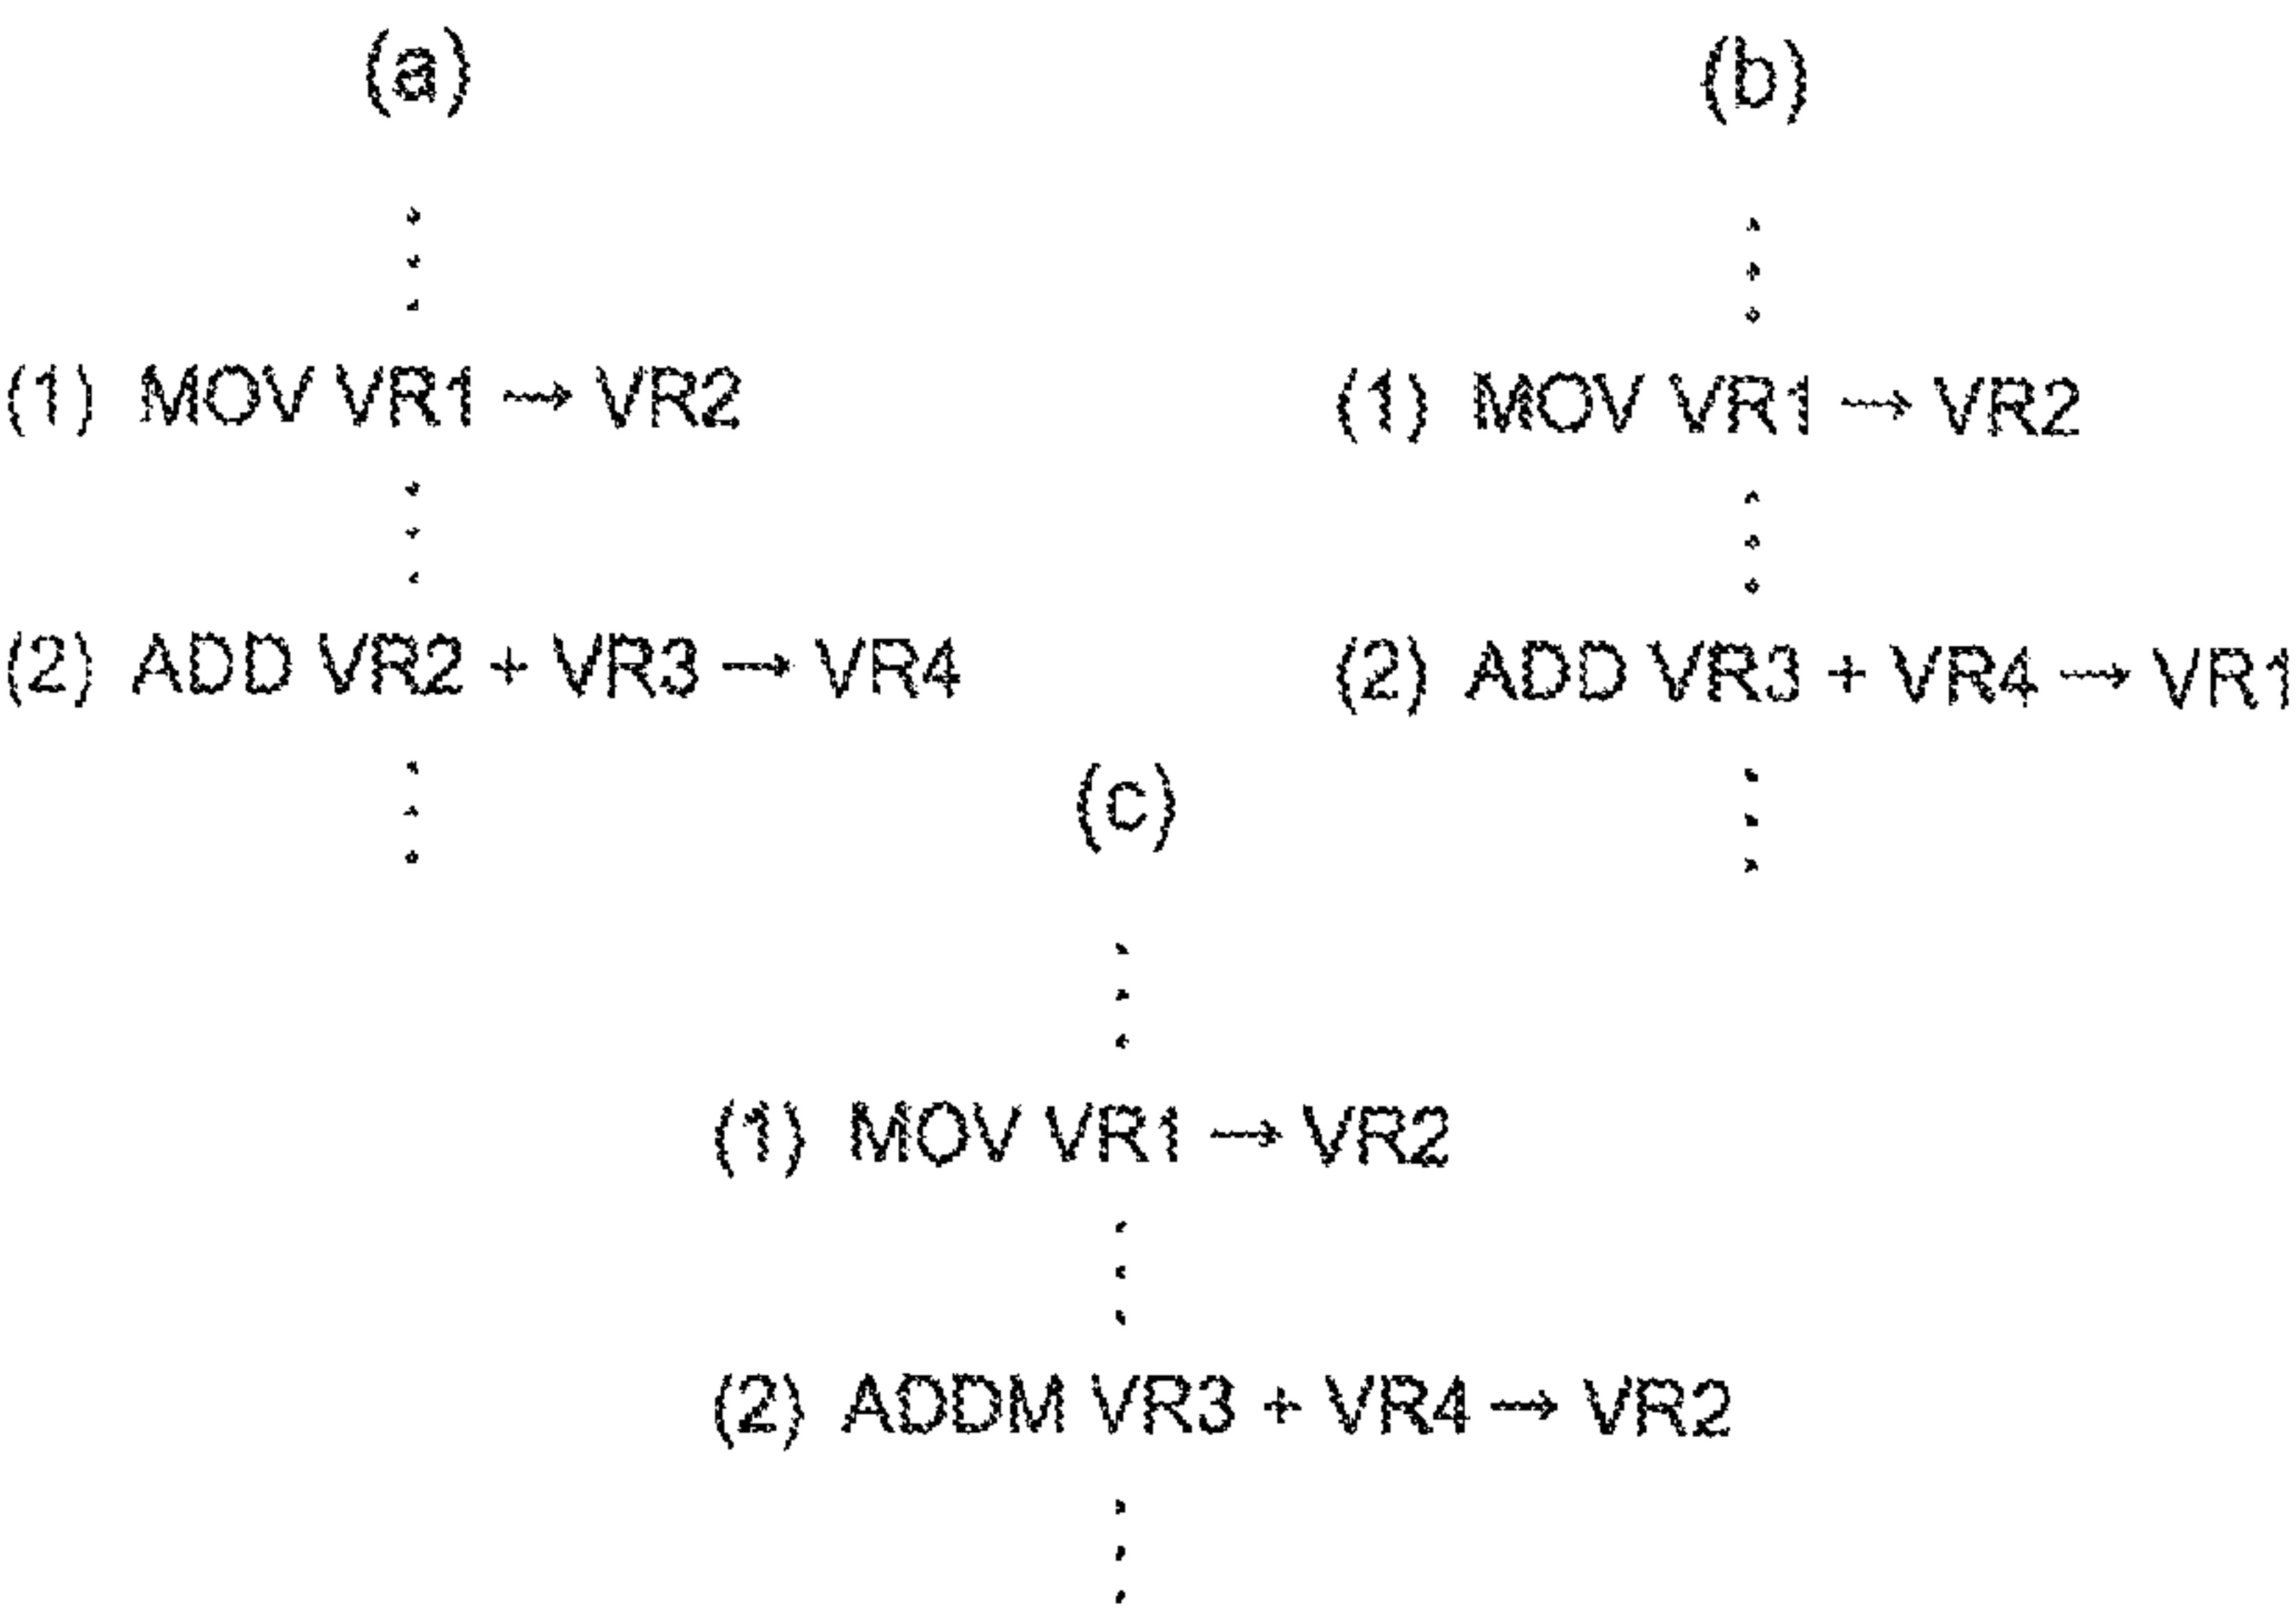 (a)
(1) MOV VR1 → VR2
(2) ADD VR2 + VR3 → VR4
(b)
(1) MOV VR1 → VR2
(2) ADD VR3 + VR4 → VR1
(c)
(1) MOV VR1 → VR2
(2) ADDM VR3 + VR4 → VR2